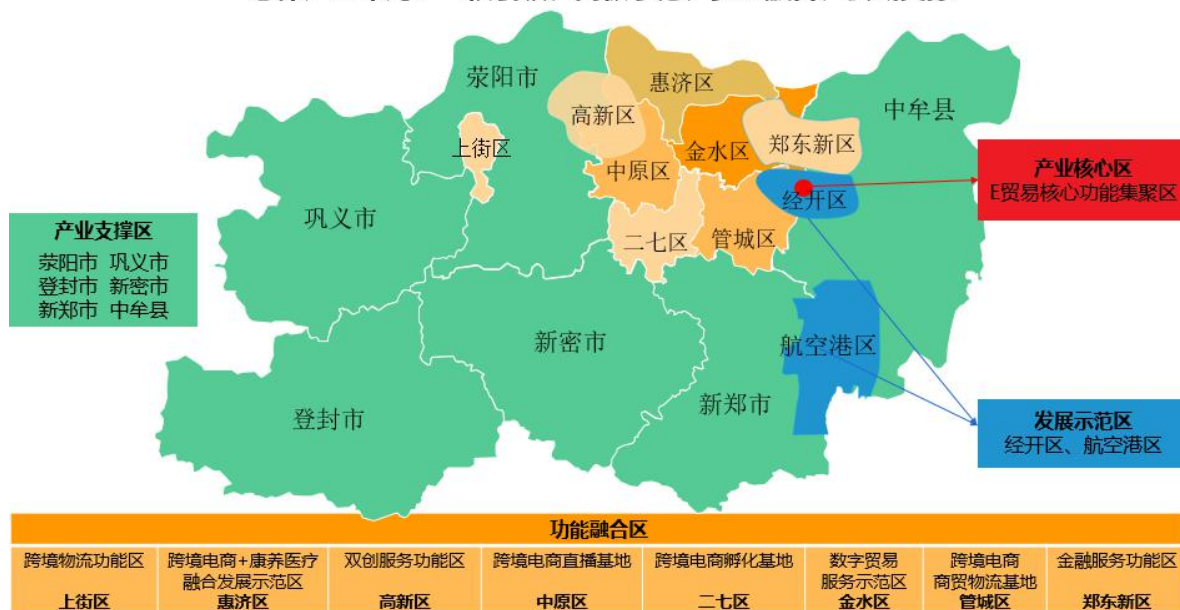 荥阳市
惠济区
中牟县
高新区
上街区
金水区
郑东新区
中原区
产业核心区
E贸易核心功能集聚区
经开区
巩义市
产业支撑区
荥阳市 巩义市
登封市 新密市
新郑市 中牟县
二七区
管城区
新密市
航空港区
登封市
新郑市
发展示范区
经开区、航空港区
功能融合区
跨境物流功能区
上街区
跨境电商+康养医疗
融合发展示范区
惠济区
双创服务功能区
高新区
跨境电商直播基地
中原区
跨境电商孵化基地
二七区
数字贸易
服务示范区
金水区
跨境电商
商贸物流基地
管城区
金融服务功能区
郑东新区